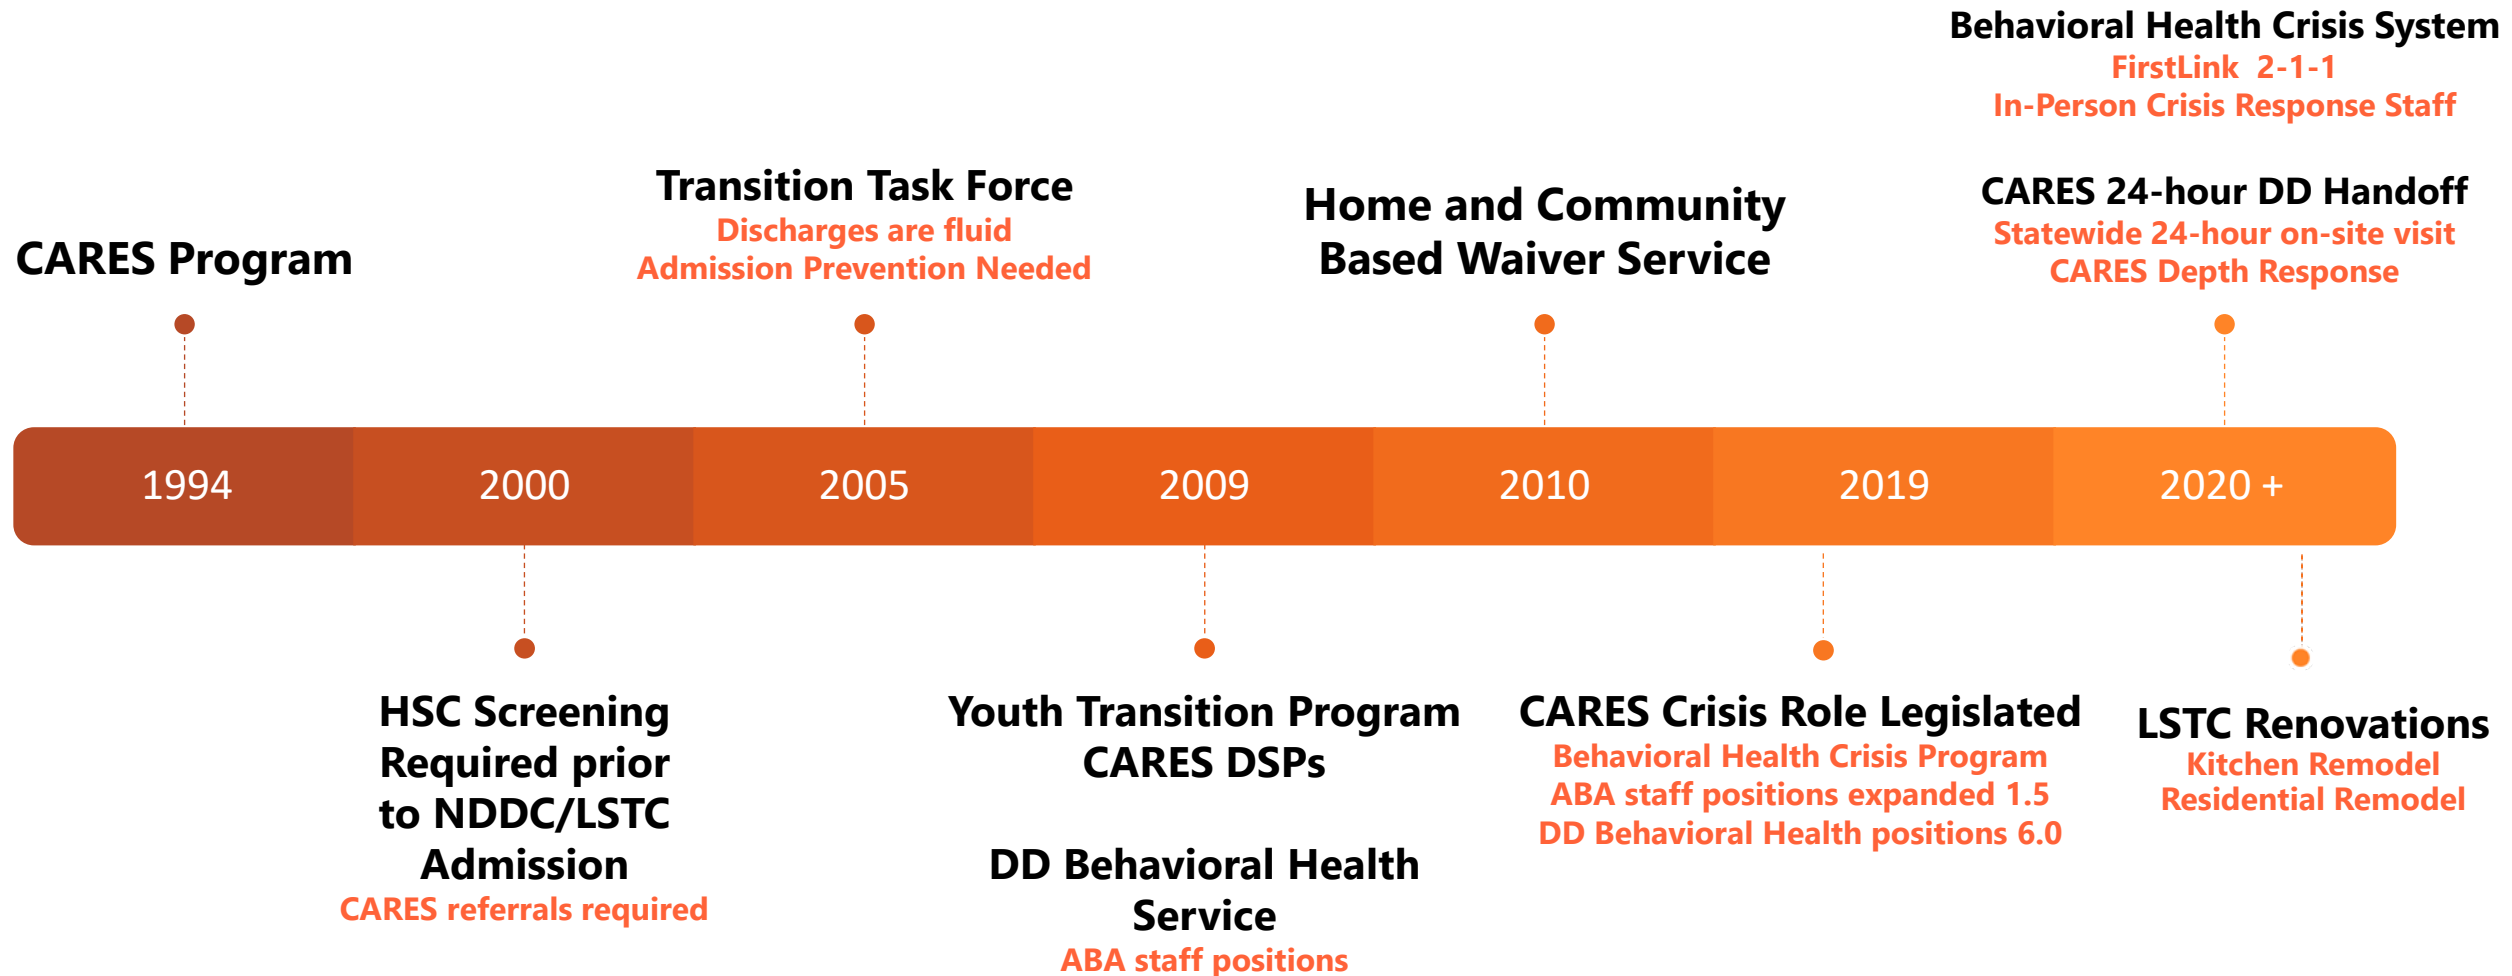 Behavioral Health Crisis System
FirstLink 2-1-1
In-Person Crisis Response Staff
CARES 24-hour DD Handoff
Statewide 24-hour on-site visit
CARES Depth Response
Transition Task Force
Discharges are fluid
Admission Prevention Needed
Home and Community
Based Waiver Service
CARES Program
1994
2000
2005
2009
2010
2019
2020 +
HSC Screening
Required prior
to NDDC/LSTC
Admission
CARES referrals required
Youth Transition Program
CARES DSPs
DD Behavioral Health
Service
ABA staff positions
CARES Crisis Role Legislated
Behavioral Health Crisis Program
ABA staff positions expanded 1.5
DD Behavioral Health positions 6.0
LSTC Renovations
Kitchen Remodel
Residential Remodel